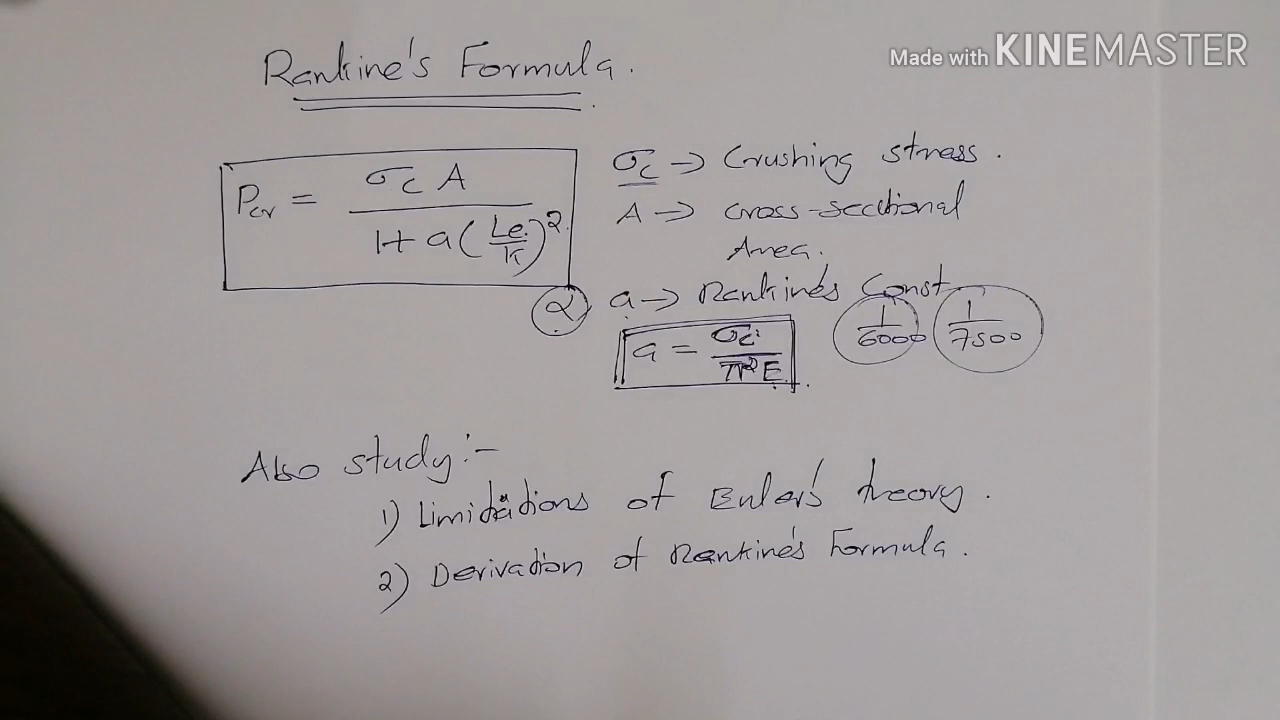 Made with KINEMASTER
Rankine's Formula.
Pcr = σc A / 1+ a (Le/k)²
σc → Crushing stress.
A → cross-sectional
Area.
α a → Rankine's Const
a = σc / π²E
1/6000 1/7500
Also study:-
1) Limitations of Euler's theory.
2) Derivation of Rankine's Formula.